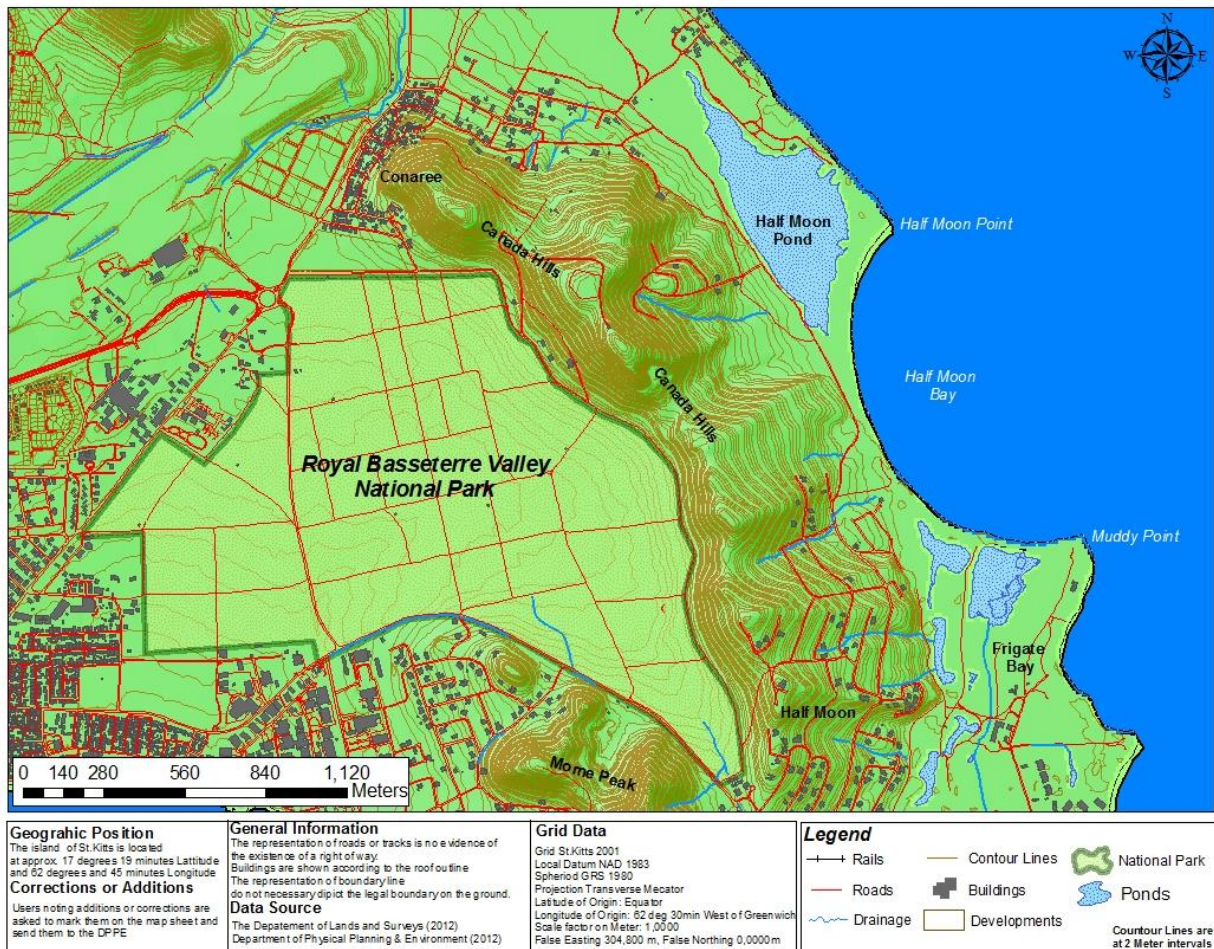 N
W E
S
Conaree
Canada Hills
Half Moon
Pond
Half Moon Point
Half Moon
Bay
Canada Hills
Royal Basseterre Valley
National Park
Muddy Point
Frigate
Bay
Half Moon
Morne Peak
0 140 280 560 840 1,120
Meters
Geograhic Position
The island of St.Kitts is located
at approx. 17 degrees 19 minutes Lattitude
and 62 degrees and 45 minutes Longitude
Corrections or Additions
Users noting additions or corrections are
asked to mark them on the map sheet and
send them to the DPPE
General Information
The representation of roads or tracks is no evidence of
the existence of a right of way.
Buildings are shown according to the roof outline
The representation of boundary line
do not necessary dipict the legal boundary on the ground.
Data Source
The Depatement of Lands and Surveys (2012)
Department of Physical Planning & Environment (2012)
Grid Data
Grid St.Kitts 2001
Local Datum NAD 1983
Spheriod GRS 1980
Projection Transverse Mecator
Latitude of Origin: Equator
Longitude of Origin: 62 deg 30min West of Greenwich
Scale factor on Meter: 1,0000
False Easting 304,800 m, False Northing 0,0000m
Legend
Rails
Roads
Drainage
Contour Lines
Buildings
Developments
National Park
Ponds
Countour Lines are
at 2 Meter intervals